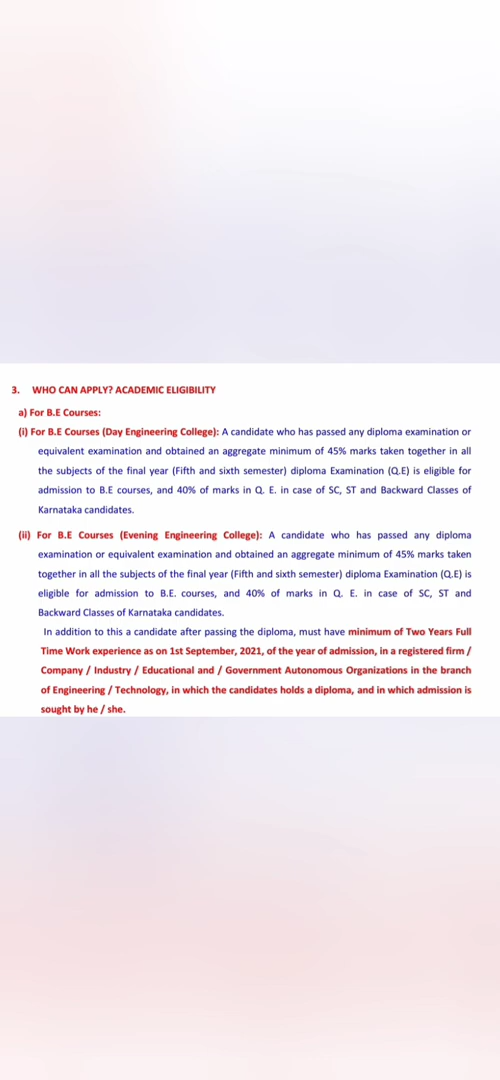 3. WHO CAN APPLY? ACADEMIC ELIGIBILITY
a) For B.E Courses:
(i) For B.E Courses (Day Engineering College): A candidate who has passed any diploma examination or
equivalent examination and obtained an aggregate minimum of 45% marks taken together in all
the subjects of the final year (Fifth and sixth semester) diploma Examination (Q.E) is eligible for
admission to B.E courses, and 40% of marks in Q. E. in case of SC, ST and Backward Classes of
Karnataka candidates.
(ii) For B.E Courses (Evening Engineering College): A candidate who has passed any diploma
examination or equivalent examination and obtained an aggregate minimum of 45% marks taken
together in all the subjects of the final year (Fifth and sixth semester) diploma Examination (Q.E) is
eligible for admission to B.E. courses, and 40% of marks in Q. E. in case of SC, ST and
Backward Classes of Karnataka candidates.
In addition to this a candidate after passing the diploma, must have minimum of Two Years Full
Time Work experience as on 1st September, 2021, of the year of admission, in a registered firm /
Company / Industry / Educational and / Government Autonomous Organizations in the branch
of Engineering / Technology, in which the candidates holds a diploma, and in which admission is
sought by he / she.